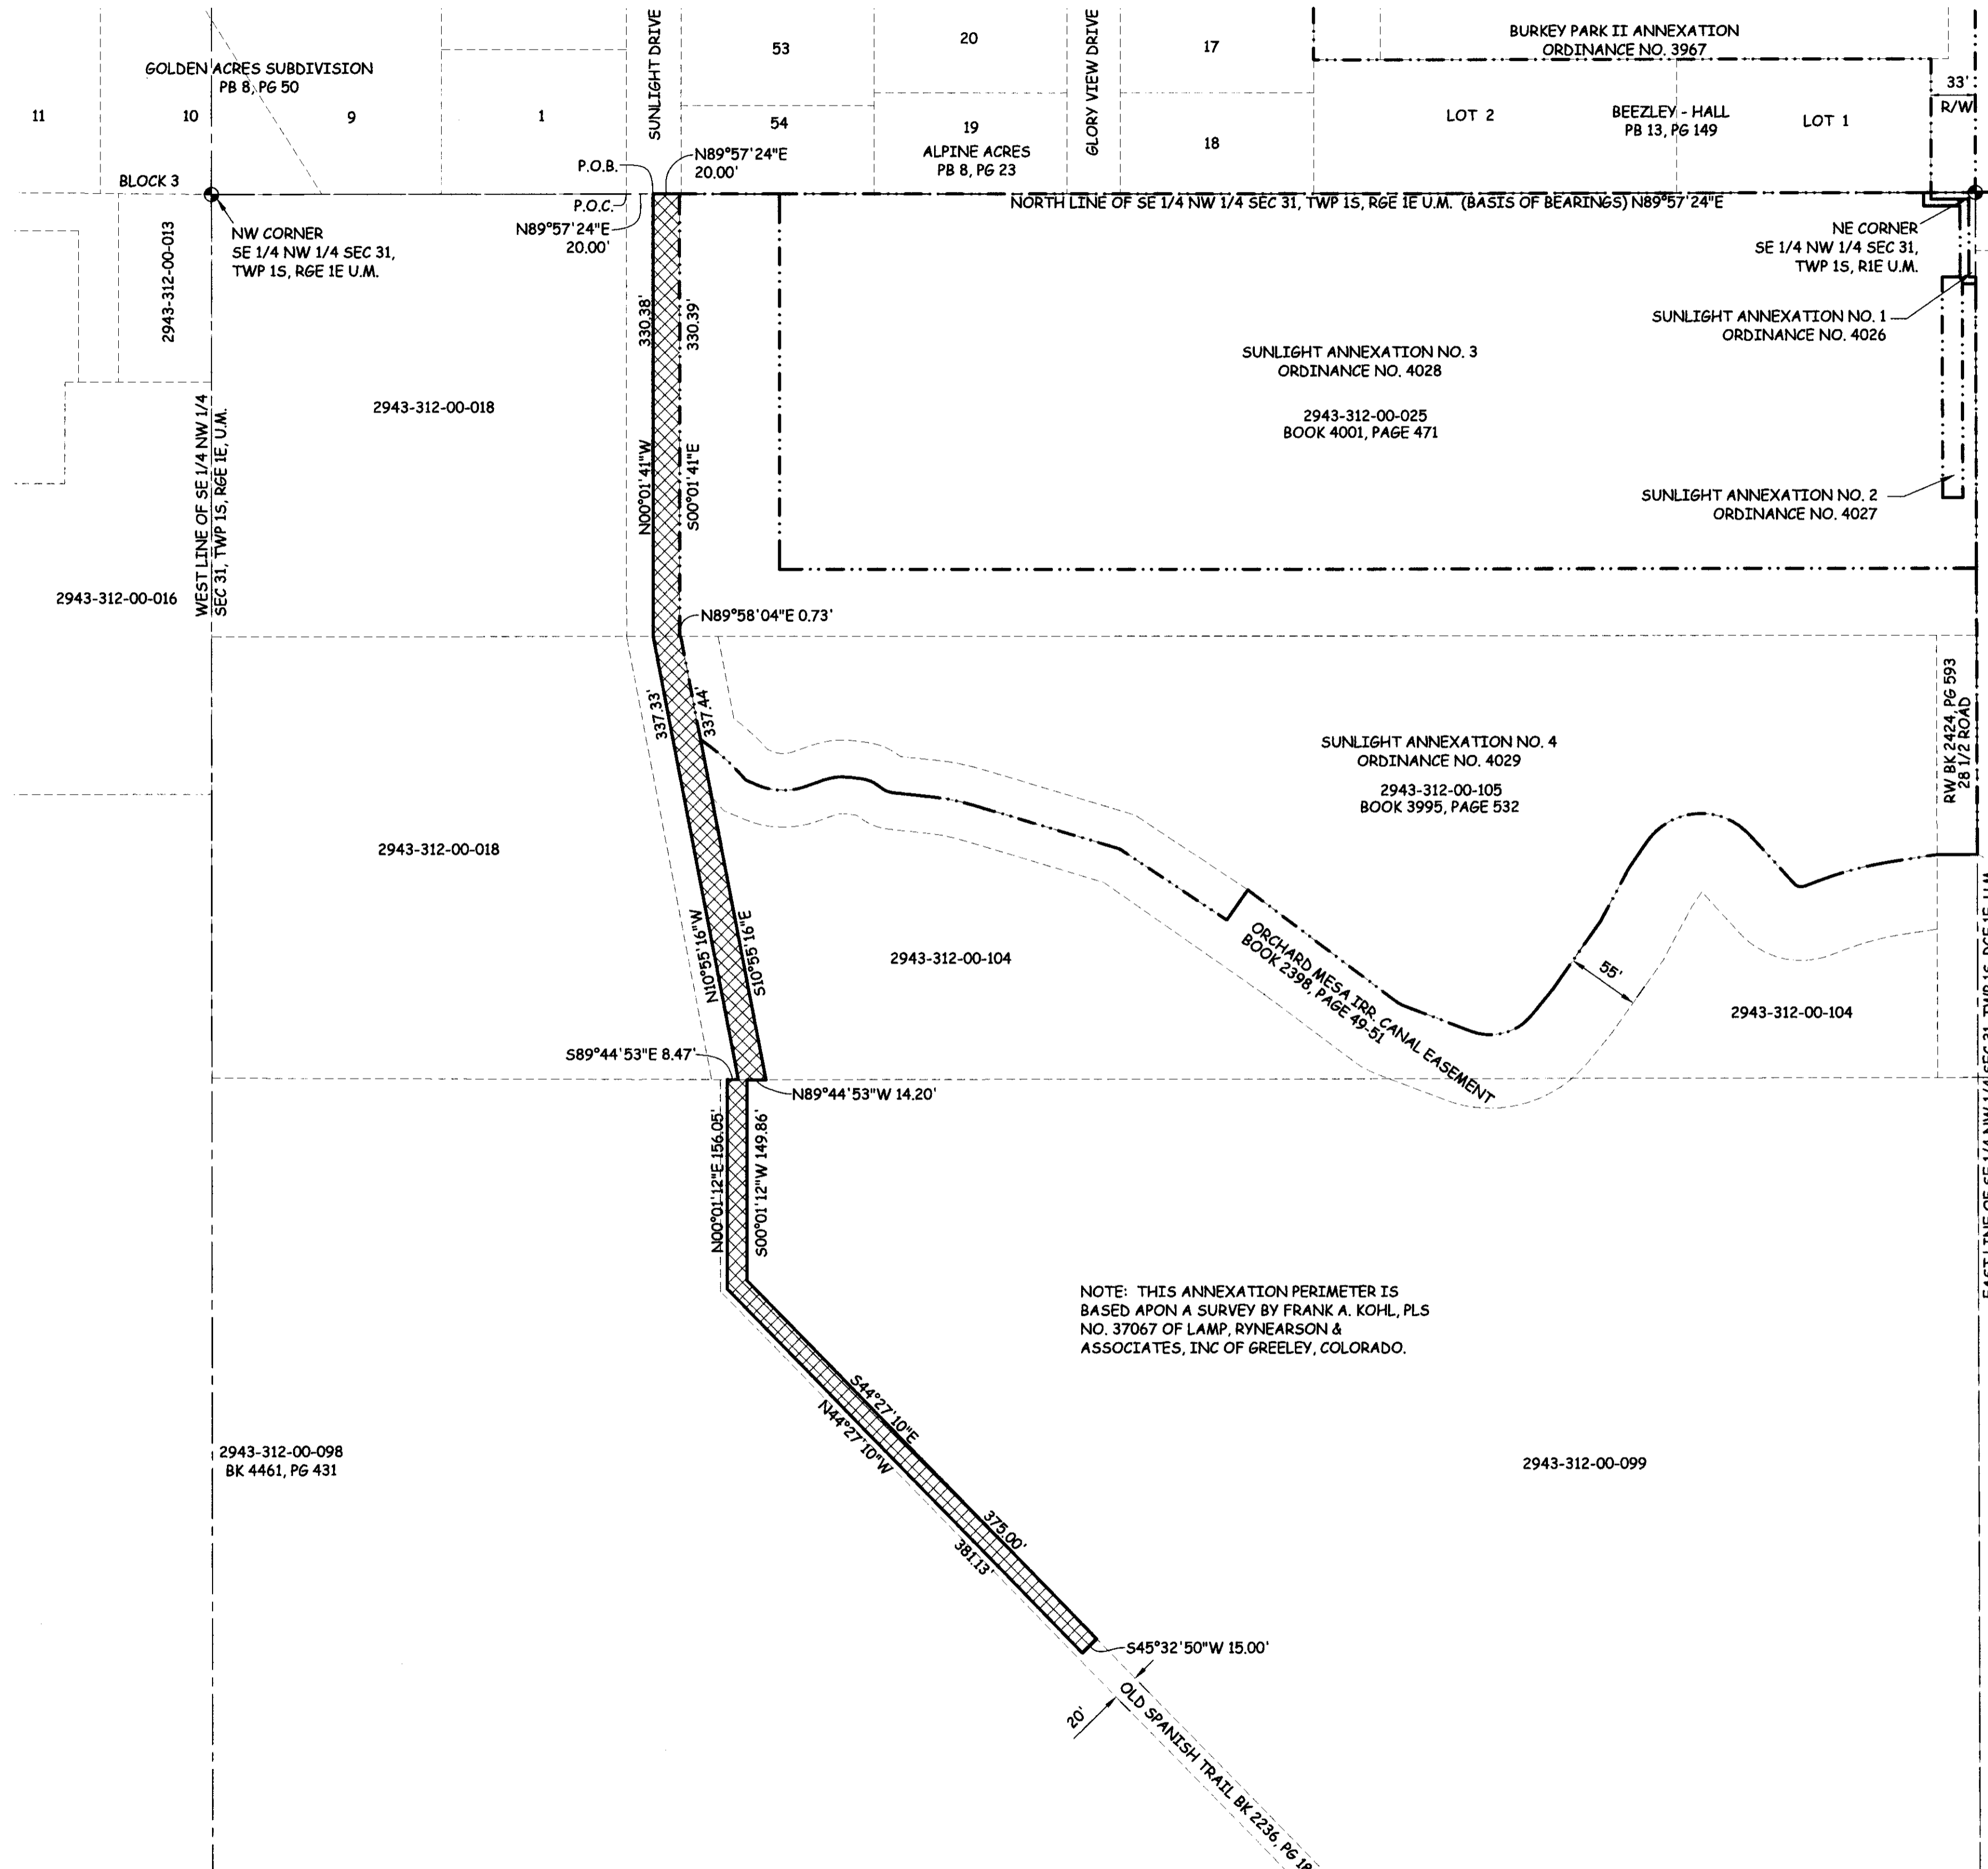 GOLDEN ACRES SUBDIVISION
PB 8, PG 50
11
10
9
1
BLOCK 3
SUNLIGHT DRIVE
53
54
20
19
ALPINE ACRES
PB 8, PG 23
GLORY VIEW DRIVE
17
18
BURKEY PARK II ANNEXATION
ORDINANCE NO. 3967
LOT 2
BEEZLEY - HALL
PB 13, PG 149
LOT 1
33'
R/W
P.O.B.
N89°57'24"E
20.00'
P.O.C.
N89°57'24"E
20.00'
NORTH LINE OF SE 1/4 NW 1/4 SEC 31, TWP 1S, RGE 1E U.M. (BASIS OF BEARINGS) N89°57'24"E
NW CORNER
SE 1/4 NW 1/4 SEC 31,
TWP 1S, RGE 1E U.M.
NE CORNER
SE 1/4 NW 1/4 SEC 31,
TWP 1S, R1E U.M.
2943-312-00-013
330.38'
330.39'
SUNLIGHT ANNEXATION NO. 1
ORDINANCE NO. 4026
SUNLIGHT ANNEXATION NO. 3
ORDINANCE NO. 4028
2943-312-00-025
BOOK 4001, PAGE 471
2943-312-00-018
WEST LINE OF SE 1/4 NW 1/4
SEC 31, TWP 1S, RGE 1E, U.M.
N00°01'41"W
S00°01'41"E
SUNLIGHT ANNEXATION NO. 2
ORDINANCE NO. 4027
2943-312-00-016
N89°58'04"E 0.73'
337.33'
337.44'
RW BK 2424, PG 593
28 1/2 ROAD
SUNLIGHT ANNEXATION NO. 4
ORDINANCE NO. 4029
2943-312-00-105
BOOK 3995, PAGE 532
2943-312-00-018
N10°55'16"W
S10°55'16"E
2943-312-00-104
ORCHARD MESA IRR. CANAL EASEMENT
BOOK 2398, PAGE 49-51
55'
2943-312-00-104
EAST LINE OF SE 1/4 NW 1/4 SEC 31, TWP 1S, RGE 1E U.M.
S89°44'53"E 8.47'
N89°44'53"W 14.20'
N00°01'12"E 156.05'
S00°01'12"W 149.86'
NOTE: THIS ANNEXATION PERIMETER IS
BASED APON A SURVEY BY FRANK A. KOHL, PLS
NO. 37067 OF LAMP, RYNEARSON &
ASSOCIATES, INC OF GREELEY, COLORADO.
S44°27'10"E
N44°27'10"W
2943-312-00-098
BK 4461, PG 431
2943-312-00-099
375.00'
381.13'
S45°32'50"W 15.00'
20'
OLD SPANISH TRAIL BK 2236, PG